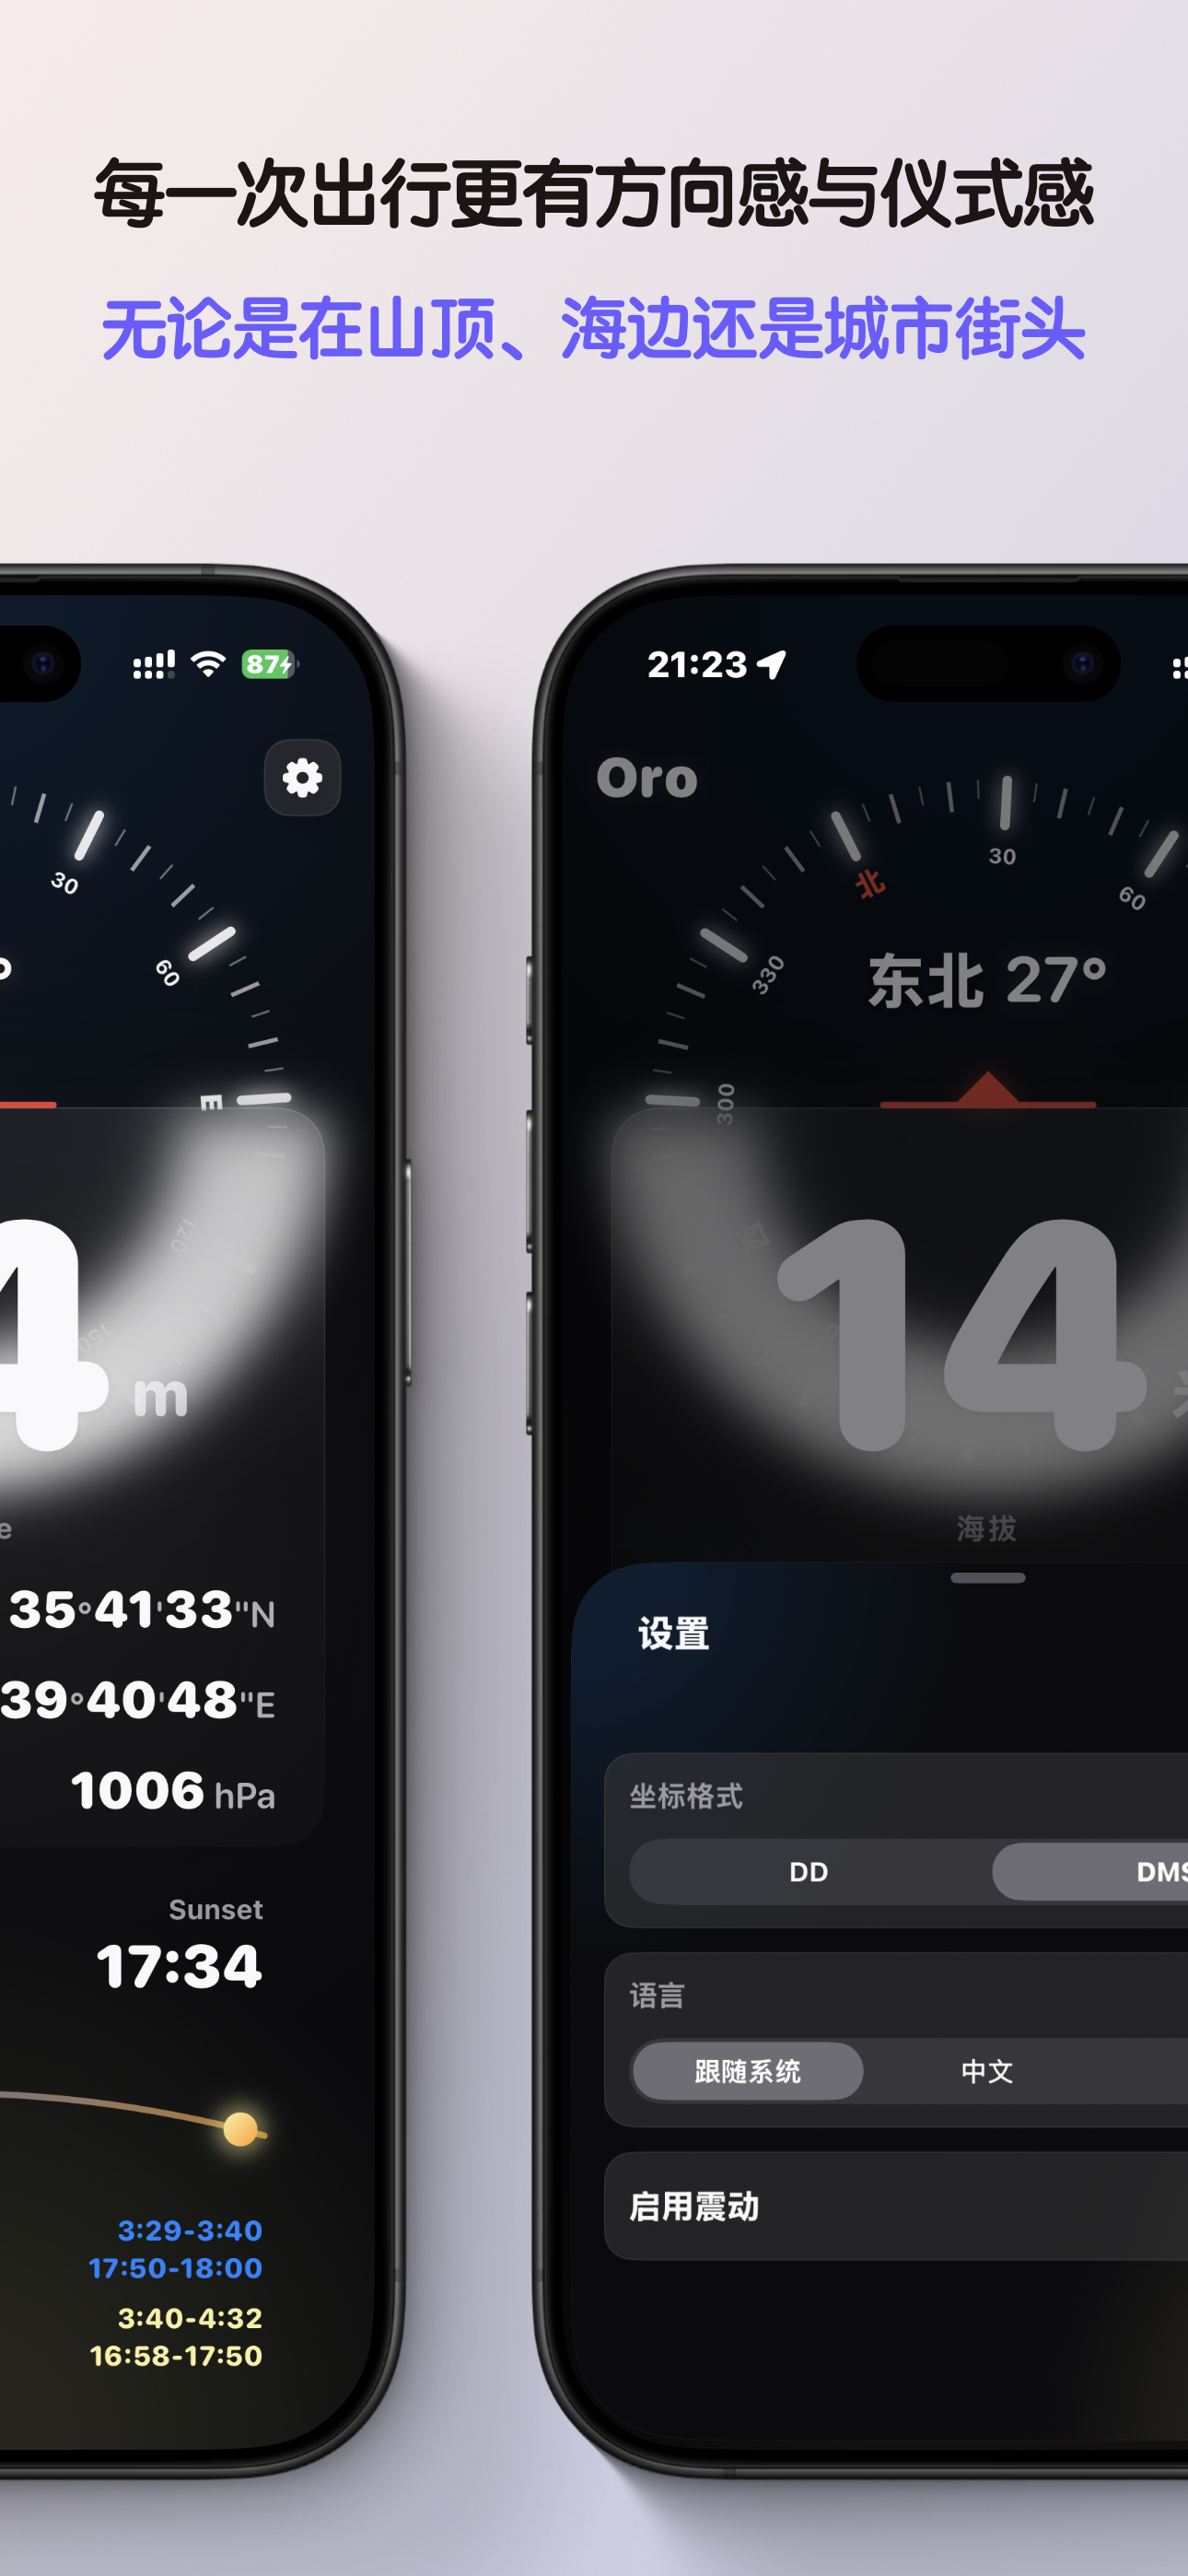 每一次出行更有方向感与仪式感
无论是在山顶、海边还是城市街头
87
30
60
E
120
150
4 m
e
35°41'33"N
39°40'48"E
1006 hPa
Sunset
17:34
3:29-3:40
17:50-18:00
3:40-4:32
16:58-17:50
21:23
Oro
30
北
60
330
东北 27°
300
14
海拔
设置
坐标格式
DD
DMS
语言
跟随系统
中文
启用震动